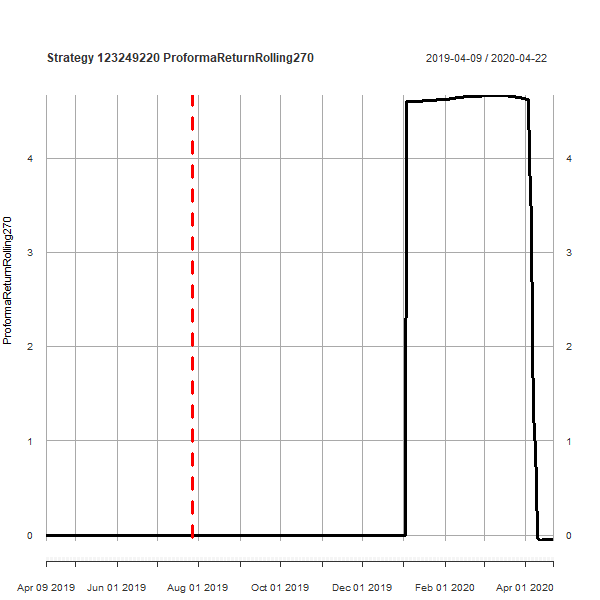 Strategy 123249220 ProformaReturnRolling270
2019-04-09 / 2020-04-22
ProformaReturnRolling270
4
3
2
1
0
4
3
2
1
0
Apr 09 2019
Jun 01 2019
Aug 01 2019
Oct 01 2019
Dec 01 2019
Feb 01 2020
Apr 01 2020